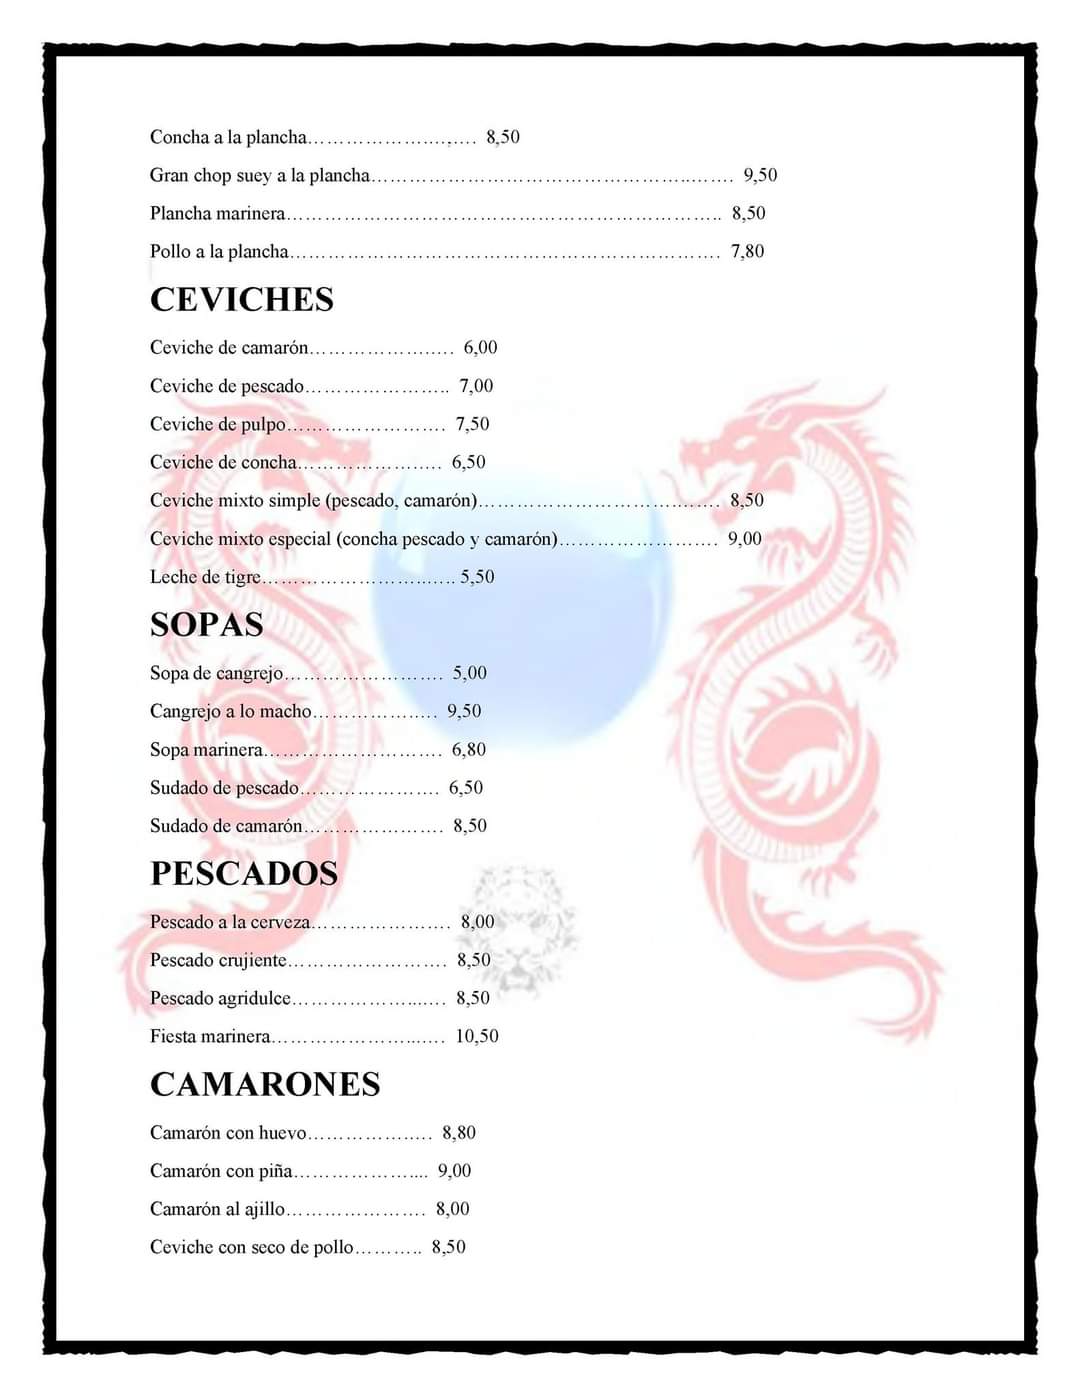 Concha a la plancha…………………..,…. 8,50
Gran chop suey a la plancha…………………………………………..……. 9,50
Plancha marinera………………………………………………………….. 8,50
Pollo a la plancha…………………………………………………………. 7,80
CEVICHES
Ceviche de camarón……………….….. 6,00
Ceviche de pescado………………….. 7,00
Ceviche de pulpo……………………. 7,50
Ceviche de concha……………….….. 6,50
Ceviche mixto simple (pescado, camarón)……………………….……. 8,50
Ceviche mixto especial (concha pescado y camarón)……………………. 9,00
Leche de tigre…………………….….. 5,50
SOPAS
Sopa de cangrejo……………………. 5,00
Cangrejo a lo macho…………….….. 9,50
Sopa marinera………………………. 6,80
Sudado de pescado…………………. 6,50
Sudado de camarón…………………. 8,50
PESCADOS
Pescado a la cerveza…………………. 8,00
Pescado crujiente……………………. 8,50
Pescado agridulce………………..…. 8,50
Fiesta marinera…………………..…. 10,50
CAMARONES
Camarón con huevo…………….…. 8,80
Camarón con piña……………….... 9,00
Camarón al ajillo…………………. 8,00
Ceviche con seco de pollo……….. 8,50